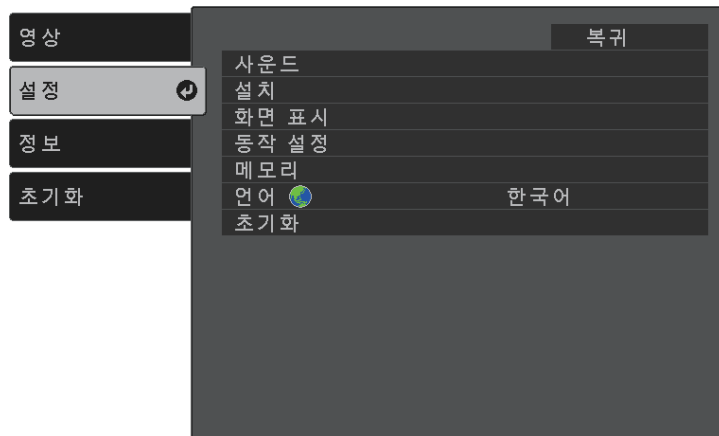 영상
설정
정보
초기화
복귀
사운드
설치
화면 표시
동작 설정
메모리
언어 한국어
초기화